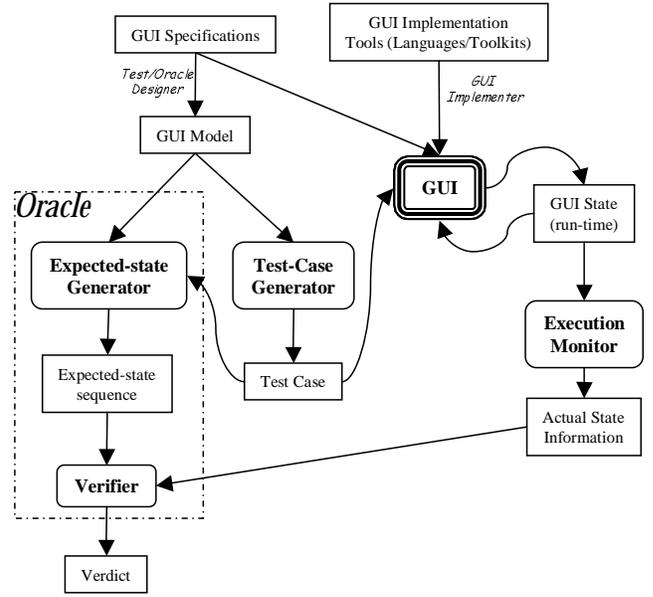 GUI Specifications
GUI Implementation
Tools (Languages/Toolkits)
Test/Oracle
Designer
GUI
Implementer
GUI Model
GUI
GUI State
(run-time)
Oracle
Expected-state
Generator
Test-Case
Generator
Execution
Monitor
Expected-state
sequence
Test Case
Actual State
Information
Verifier
Verdict